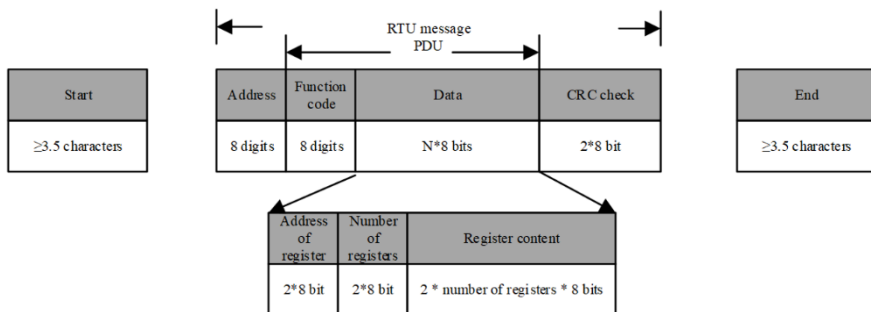 RTU message
PDU
Start
Address
Function
code
Data
CRC check
End
≥3.5 characters
8 digits
8 digits
N*8 bits
2*8 bit
≥3.5 characters
Address
of
register
Number
of
registers
Register content
2*8 bit
2*8 bit
2 * number of registers * 8 bits